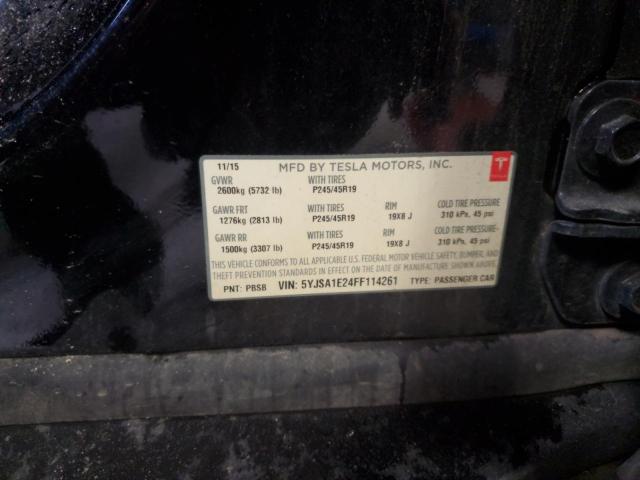 11/15 MFD BY TESLA MOTORS, INC.
GVWR WITH TIRES
2600kg (5732 lb) P245/45R19
GAWR FRT WITH TIRES RIM COLD TIRE PRESSURE
1276kg (2813 lb) P245/45R19 19X8 J 310 kPs, 45 psi
GAWR RR WITH TIRES RIM COLD TIRE PRESSURE
1500kg (3307 lb) P245/45R19 19X8 J 310 kPs, 45 psi
THIS VEHICLE CONFORMS TO ALL APPLICABLE U.S. FEDERAL MOTOR VEHICLE SAFETY, BUMPER, AND
THEFT PREVENTION STANDARDS IN EFFECT ON THE DATE OF MANUFACTURE SHOWN ABOVE.
PNT: PBSB VIN: 5YJSA1E24FF114261 TYPE: PASSENGER CAR